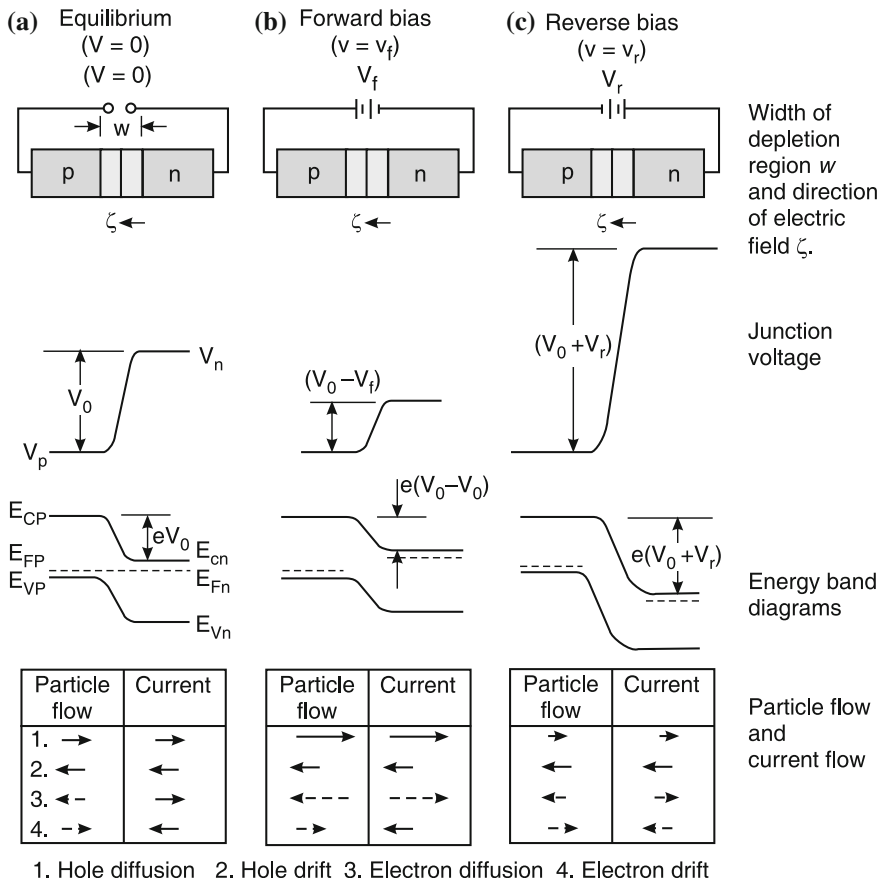 (a) Equilibrium (b) Forward bias (c) Reverse bias
(V = 0) (v = v_f) (v = v_r)
(V = 0) V_f V_r
w
p n p n p n
ζ ζ ζ
Width of
depletion
region w
and direction
of electric
field ζ.
V_n
V_0
V_p
(V_0 – V_f)
(V_0 + V_r)
Junction
voltage
E_CP
eV_0
E_cn
E_FP
E_Fn
E_VP
E_Vn
e(V_0 – V_0)
e(V_0 + V_r)
Energy band
diagrams
Particle Current Particle Current Particle Current
flow flow flow
1.
2.
3.
4.
Particle flow
and
current flow
1. Hole diffusion 2. Hole drift 3. Electron diffusion 4. Electron drift